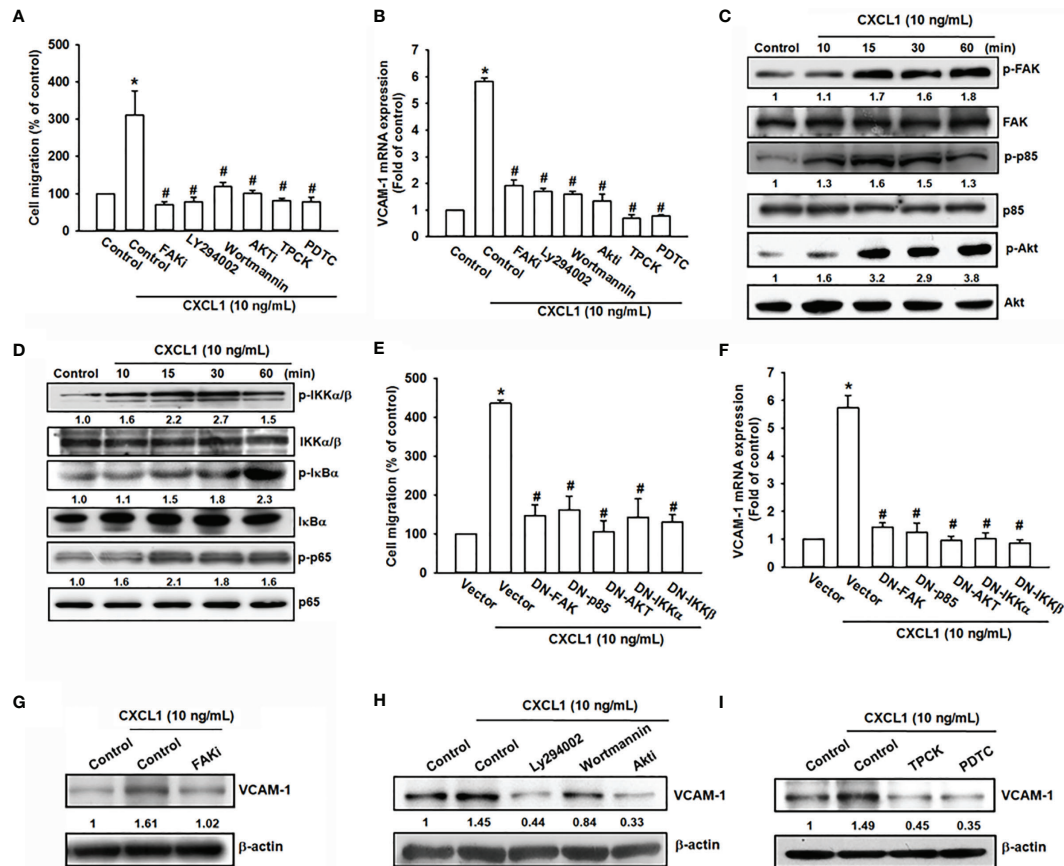 A
Cell migration (% of control)
500
400
300
200
100
0
*
#
#
#
#
#
#
Control
Control
FAKi
LY294002
Wortmannin
AKTi
TPCK
PDTC
CXCL1 (10 ng/mL)
B
VCAM-1 mRNA expression
(Fold of control)
7
6
5
4
3
2
1
0
*
#
#
#
#
#
#
Control
Control
FAKi
Ly294002
Wortmannin
Akti
TPCK
PDTC
CXCL1 (10 ng/mL)
C
CXCL1 (10 ng/mL)
Control 10 15 30 60 (min)
p-FAK
1 1.1 1.7 1.6 1.8
FAK
p-p85
1 1.3 1.6 1.5 1.3
p85
p-Akt
1 1.6 3.2 2.9 3.8
Akt
D
CXCL1 (10 ng/mL)
Control 10 15 30 60 (min)
p-IKKα/β
1.0 1.6 2.2 2.7 1.5
IKKα/β
p-IκBα
1.0 1.1 1.5 1.8 2.3
IκBα
p-p65
1.0 1.6 2.1 1.8 1.6
p65
E
Cell migration (% of control)
500
400
300
200
100
0
*
#
#
#
#
#
Vector
Vector
DN-FAK
DN-p85
DN-AKT
DN-IKKα
DN-IKKβ
CXCL1 (10 ng/mL)
F
VCAM-1 mRNA expression
(Fold of control)
8
6
4
2
1
0
*
#
#
#
#
#
Vector
Vector
DN-FAK
DN-p85
DN-AKT
DN-IKKα
DN-IKKβ
CXCL1 (10 ng/mL)
G
CXCL1 (10 ng/mL)
Control
Control
FAKi
VCAM-1
1 1.61 1.02
β-actin
H
CXCL1 (10 ng/mL)
Control
Control
Ly294002
Wortmannin
Akti
VCAM-1
1 1.45 0.44 0.84 0.33
β-actin
I
CXCL1 (10 ng/mL)
Control
Control
TPCK
PDTC
VCAM-1
1 1.49 0.45 0.35
β-actin